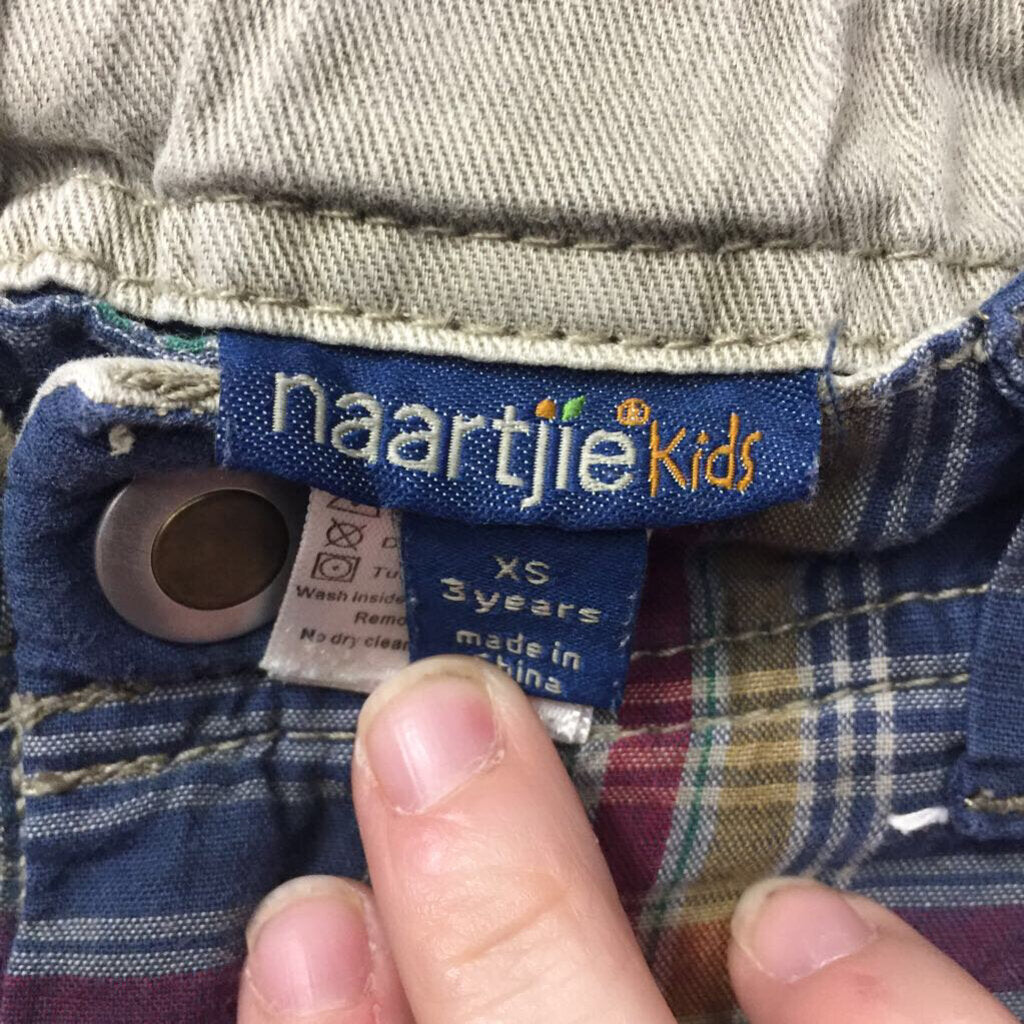 naartjie Kids
XS
3 years
made in
China
Wash inside
No dry clean